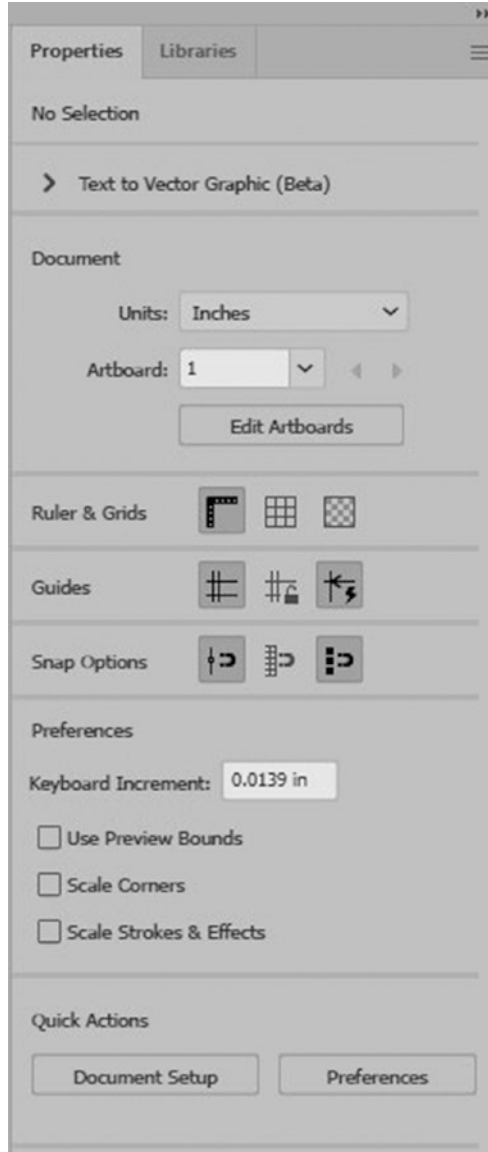 Properties Libraries
No Selection
Text to Vector Graphic (Beta)
Document
Units: Inches
Artboard: 1
Edit Artboards
Ruler & Grids
Guides
Snap Options
Preferences
Keyboard Increment: 0.0139 in
Use Preview Bounds
Scale Corners
Scale Strokes & Effects
Quick Actions
Document Setup Preferences